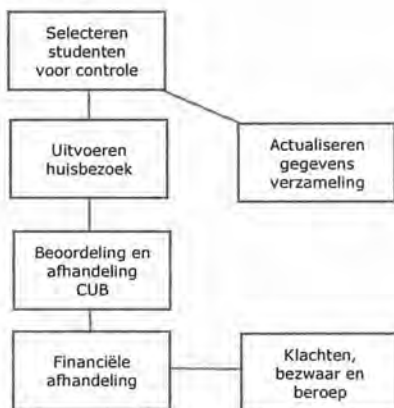 Selecteren
studenten
voor controle
Uitvoeren
huisbezoek
Actualiseren
gegevens
verzameling
Beoordeling en
afhandeling
CUB
Financiële
afhandeling
Klachten,
bezwaar en
beroep